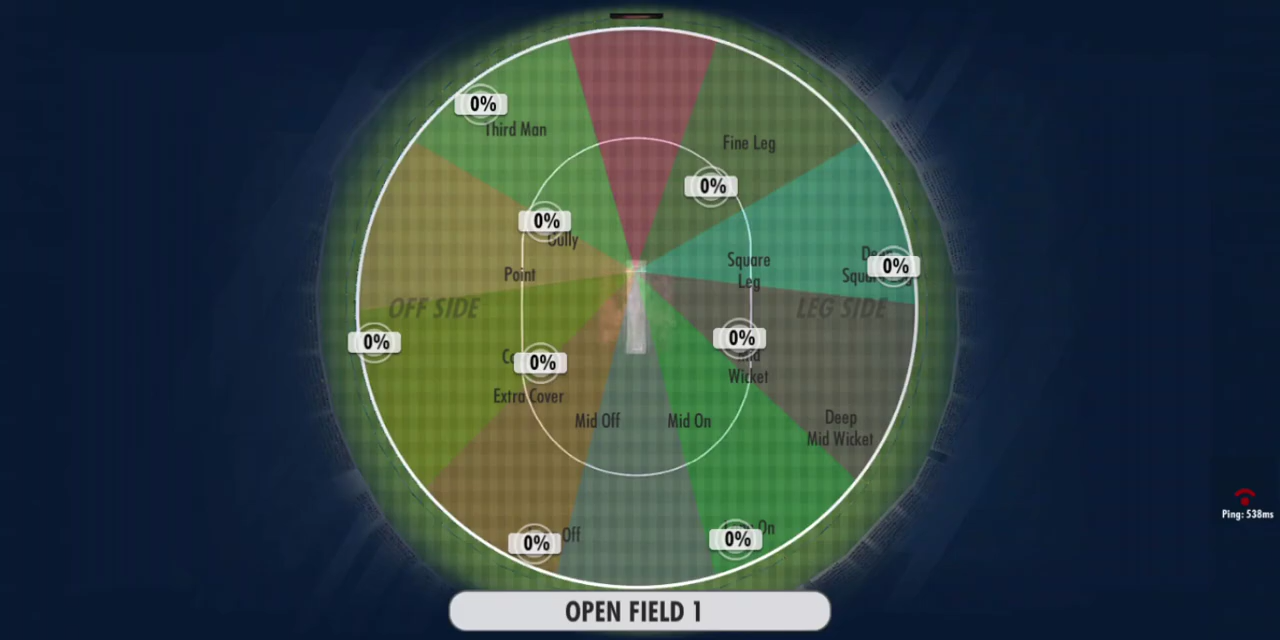 0%
Third Man
Fine Leg
0%
0%
Gully
Square
Leg
0%
Point
OFF SIDE
LEG SIDE
0%
0%
Mid
Wicket
0%
Extra Cover
Mid Off
Mid On
Deep
Mid Wicket
0%
Off
0%
On
Ping: 538ms
OPEN FIELD 1